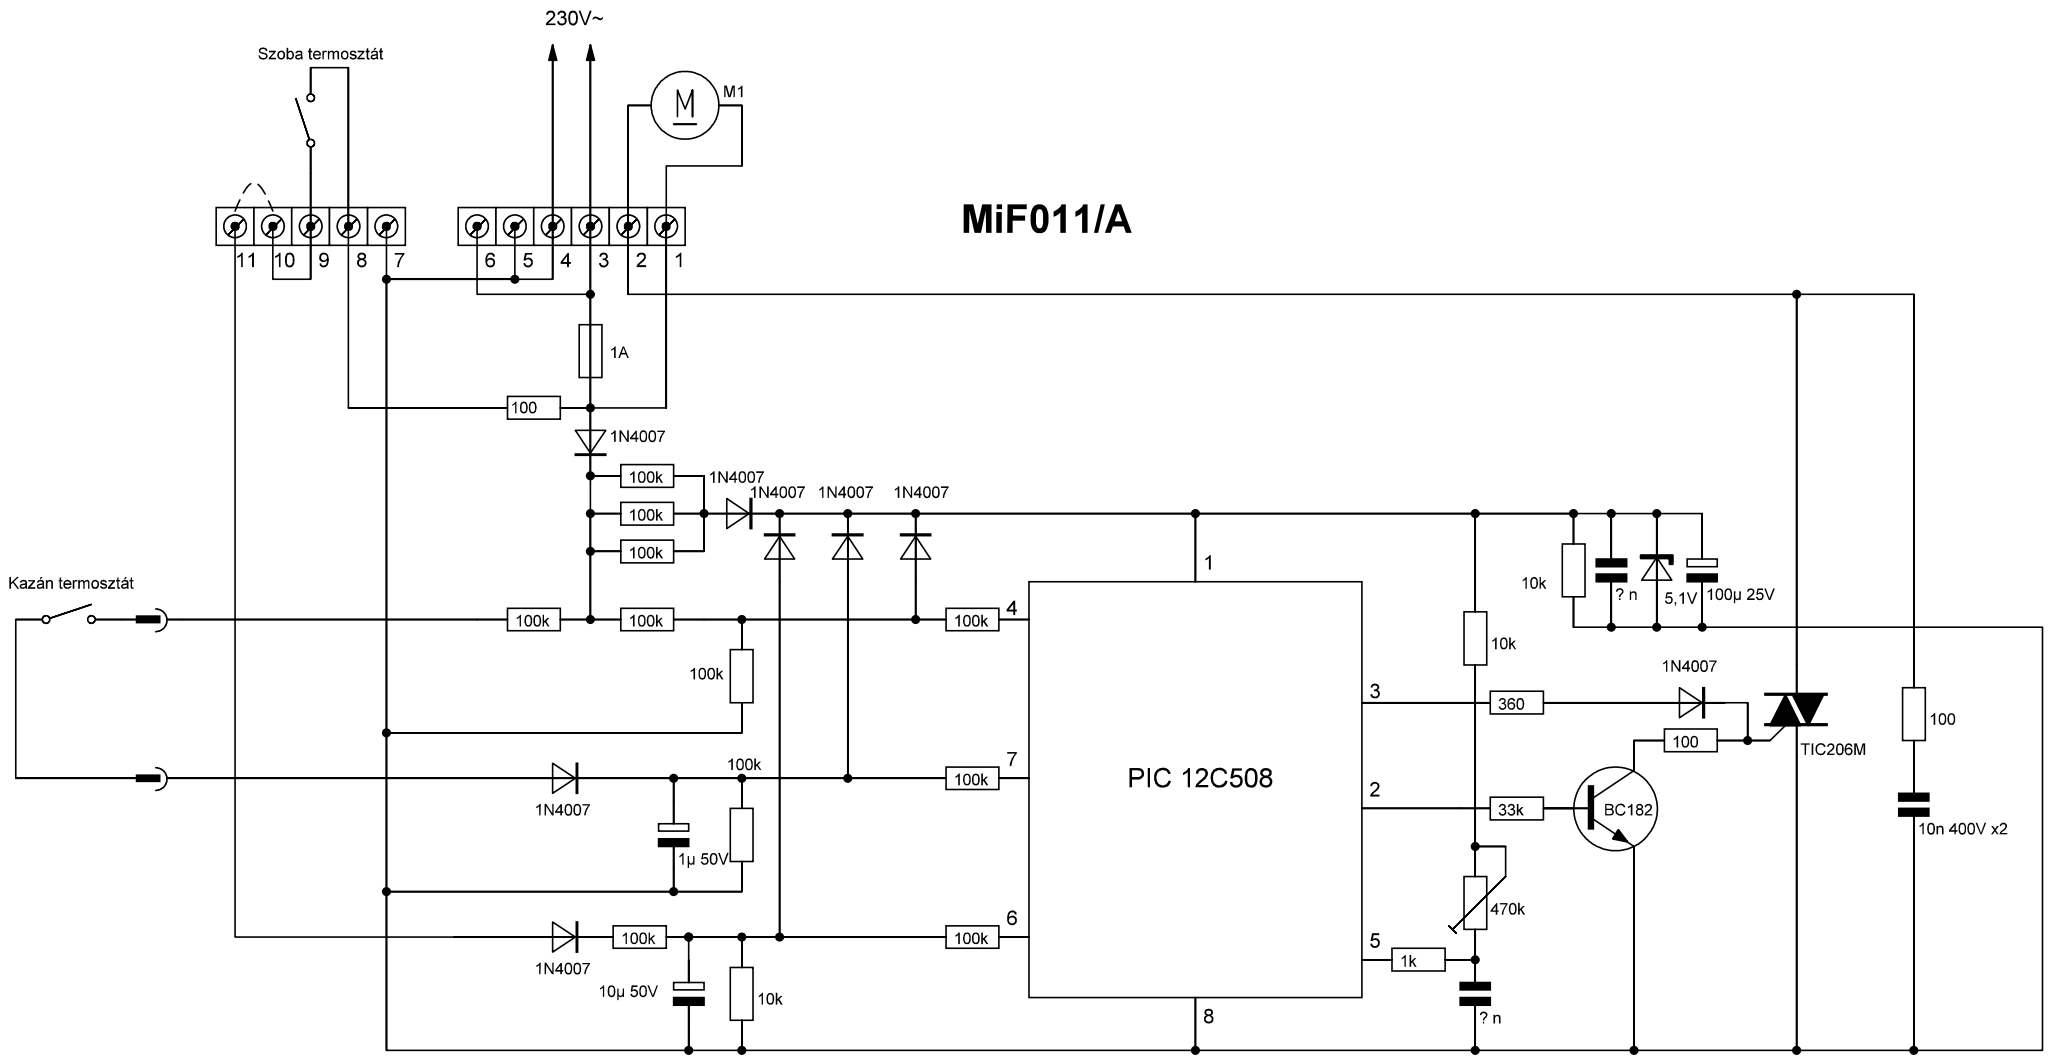 230V~
Szoba termosztát
M
M1
MiF011/A
11 10 9 8 7
6 5 4 3 2 1
1A
100
1N4007
100k
1N4007
1N4007
1N4007
1N4007
100k
100k
Kazán termosztát
1
10k
? n
5,1V
100µ 25V
100k
100k
100k
4
10k
100k
1N4007
3
360
100
100
TIC206M
7
100k
100k
PIC 12C508
1N4007
2
33k
BC182
10n 400V x2
1µ 50V
470k
6
100k
100k
5
1k
1N4007
10µ 50V
10k
8
? n